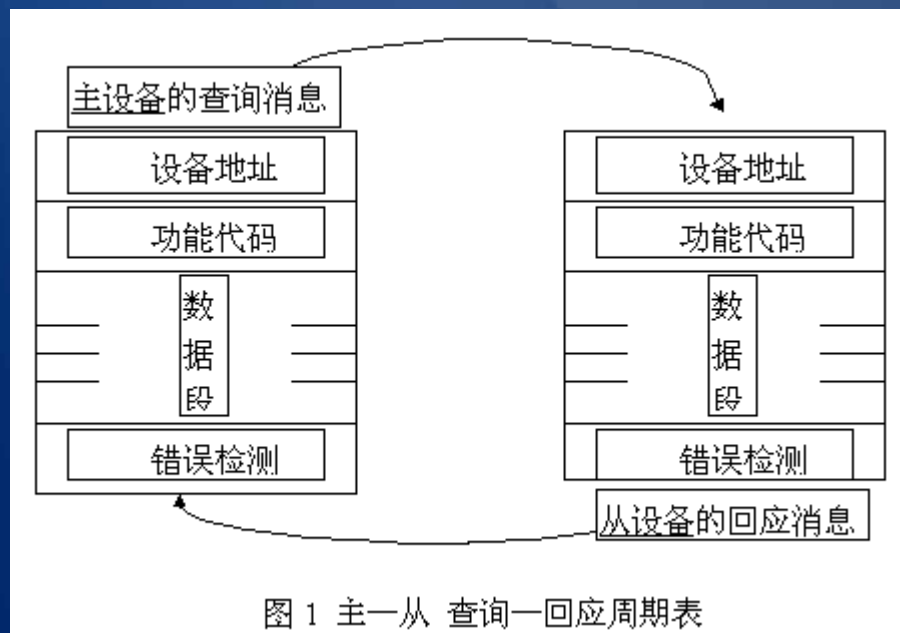 主设备的查询消息
设备地址
功能代码
数
据
段
错误检测
设备地址
功能代码
数
据
段
错误检测
从设备的回应消息
图 1 主—从 查询—回应周期表